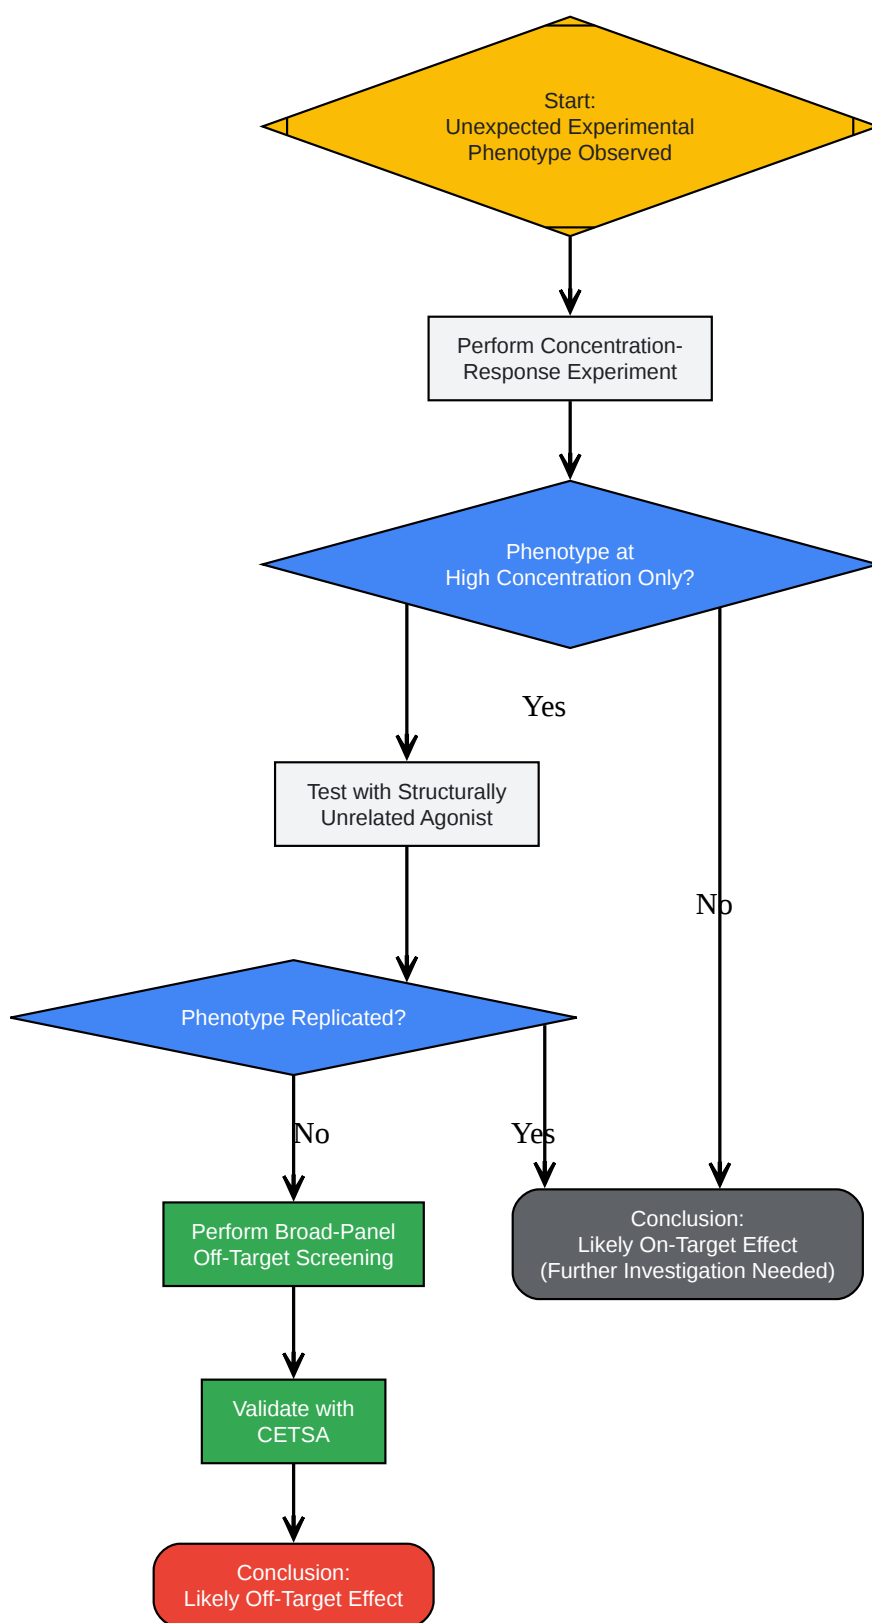 Start:
Unexpected Experimental
Phenotype Observed
Perform Concentration-
Response Experiment
Phenotype at
High Concentration Only?
Yes
Test with Structurally
Unrelated Agonist
No
Phenotype Replicated?
No
Yes
Perform Broad-Panel
Off-Target Screening
Conclusion:
Likely On-Target Effect
(Further Investigation Needed)
Validate with
CETSA
Conclusion:
Likely Off-Target Effect